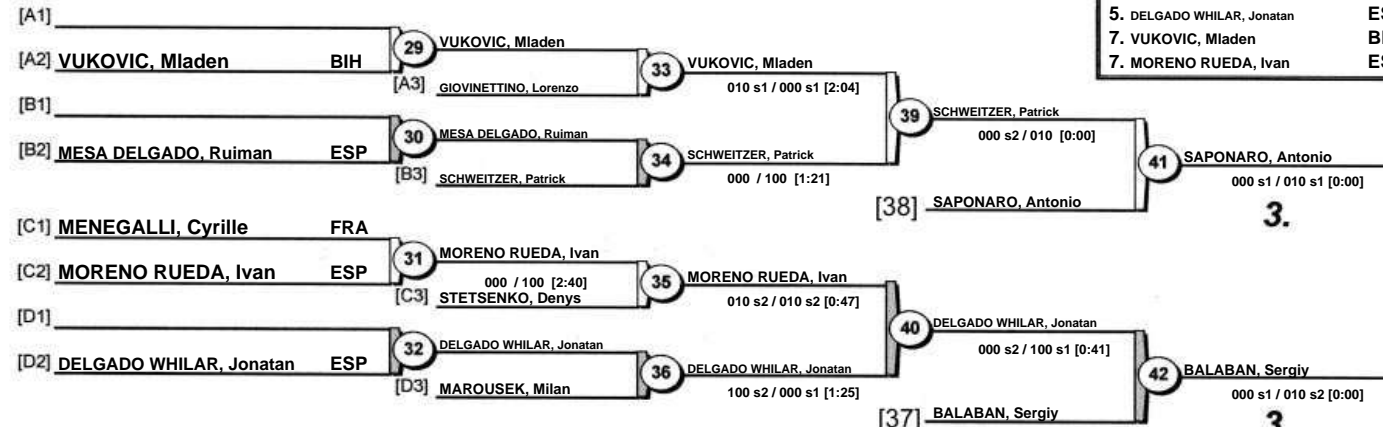 [A1]
[A2] VUKOVIC, Mladen BIH
29
VUKOVIC, Mladen
[A3] GIOVINETTINO, Lorenzo
33
VUKOVIC, Mladen
010 s1 / 000 s1 [2:04]
[B1]
[B2] MESA DELGADO, Ruiman ESP
30
MESA DELGADO, Ruiman
[B3] SCHWEITZER, Patrick
34
SCHWEITZER, Patrick
000 / 100 [1:21]
39
SCHWEITZER, Patrick
000 s2 / 010 [0:00]
[38] SAPONARO, Antonio
41
SAPONARO, Antonio
000 s1 / 010 s1 [0:00]
3.
[C1] MENEGALLI, Cyrille FRA
[C2] MORENO RUEDA, Ivan ESP
31
MORENO RUEDA, Ivan
000 / 100 [2:40]
[C3] STETSENKO, Denys
35
MORENO RUEDA, Ivan
010 s2 / 010 s2 [0:47]
[D1]
[D2] DELGADO WHILAR, Jonatan ESP
32
DELGADO WHILAR, Jonatan
[D3] MAROUSEK, Milan
36
DELGADO WHILAR, Jonatan
100 s2 / 000 s1 [1:25]
40
DELGADO WHILAR, Jonatan
000 s2 / 100 s1 [0:41]
[37] BALABAN, Sergiy
42
BALABAN, Sergiy
000 s1 / 010 s2 [0:00]
3.
5. DELGADO WHILAR, Jonatan
7. VUKOVIC, Mladen
7. MORENO RUEDA, Ivan